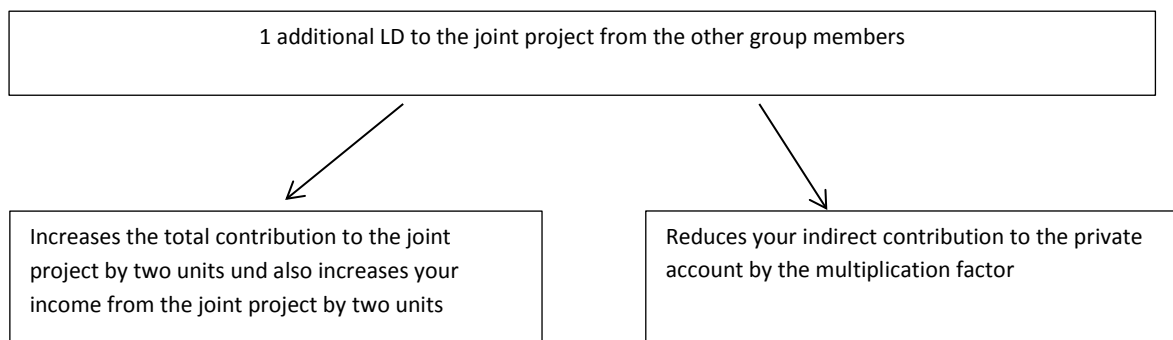 1 additional LD to the joint project from the other group members
Increases the total contribution to the joint
project by two units und also increases your
income from the joint project by two units
Reduces your indirect contribution to the private
account by the multiplication factor